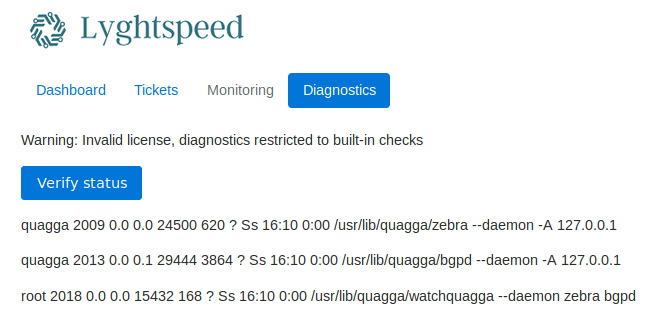 Lyghtspeed
Dashboard Tickets Monitoring Diagnostics
Warning: Invalid license, diagnostics restricted to built-in checks
Verify status
quagga 2009 0.0 0.0 24500 620 ? Ss 16:10 0:00 /usr/lib/quagga/zebra --daemon -A 127.0.0.1
quagga 2013 0.0 0.1 29444 3864 ? Ss 16:10 0:00 /usr/lib/quagga/bgpd --daemon -A 127.0.0.1
root 2018 0.0 0.0 15432 168 ? Ss 16:10 0:00 /usr/lib/quagga/watchquagga --daemon zebra bgpd